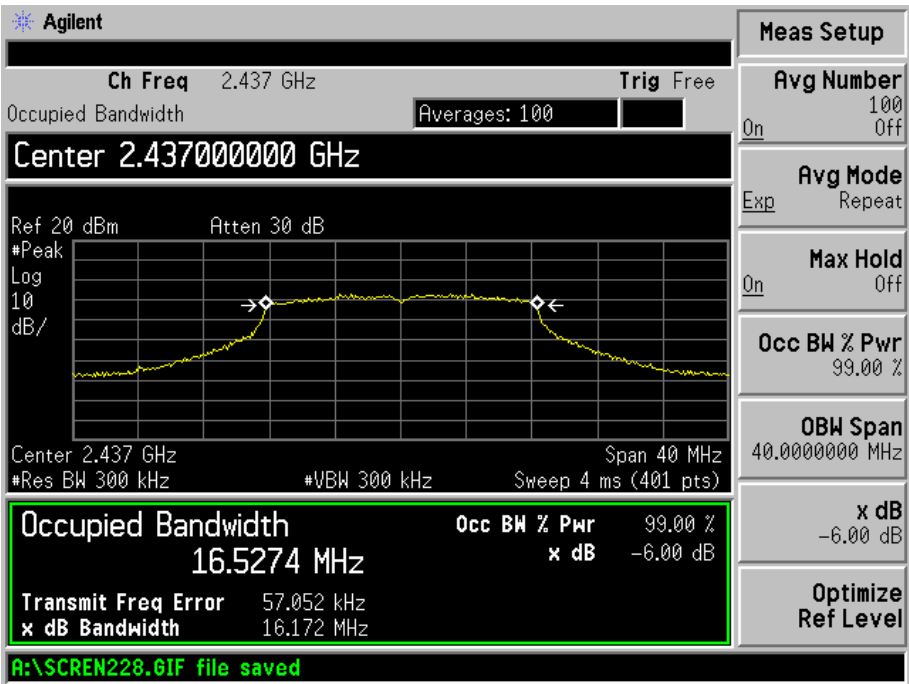 Agilent
Ch Freq 2.437 GHz Trig Free
Occupied Bandwidth Averages: 100
Center 2.437000000 GHz
Ref 20 dBm Atten 30 dB
#Peak
Log
10
dB/
Center 2.437 GHz Span 40 MHz
#Res BW 300 kHz #VBW 300 kHz Sweep 4 ms (401 pts)
Occupied Bandwidth Occ BW % Pwr 99.00 %
16.5274 MHz x dB -6.00 dB
Transmit Freq Error 57.052 kHz
x dB Bandwidth 16.172 MHz
A:\SCREN228.GIF file saved
Meas Setup
Avg Number
100
On Off
Avg Mode
Exp Repeat
Max Hold
On Off
Occ BW % Pwr
99.00 %
OBW Span
40.0000000 MHz
x dB
-6.00 dB
Optimize
Ref Level